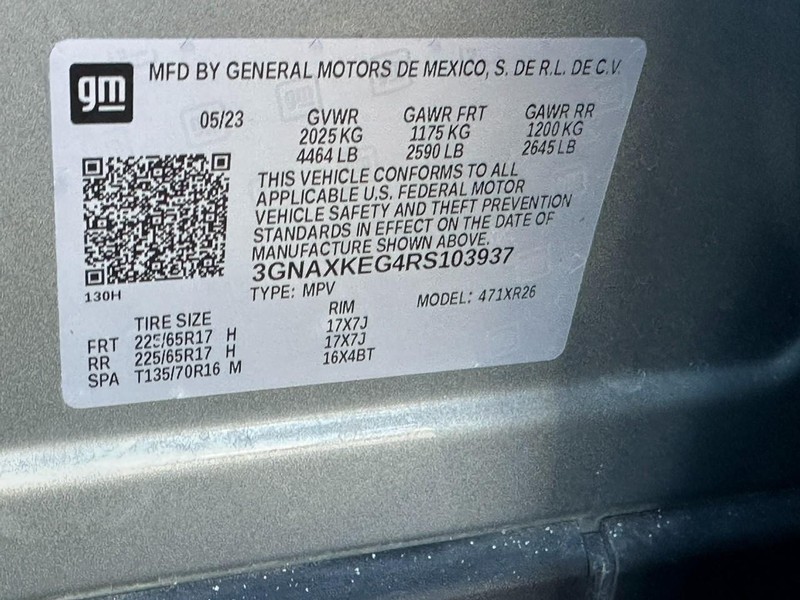 gm
MFD BY GENERAL MOTORS DE MEXICO, S. DE R.L. DE C.V.
05/23 GVWR GAWR FRT GAWR RR
2025 KG 1175 KG 1200 KG
4464 LB 2590 LB 2645 LB
THIS VEHICLE CONFORMS TO ALL
APPLICABLE U.S. FEDERAL MOTOR
VEHICLE SAFETY AND THEFT PREVENTION
STANDARDS IN EFFECT ON THE DATE OF
MANUFACTURE SHOWN ABOVE.
3GNAXKEG4RS103937
130H
TYPE: MPV MODEL: 471XR26
TIRE SIZE RIM
FRT 225/65R17 H 17X7J
RR 225/65R17 H 17X7J
SPA T135/70R16 M 16X4BT